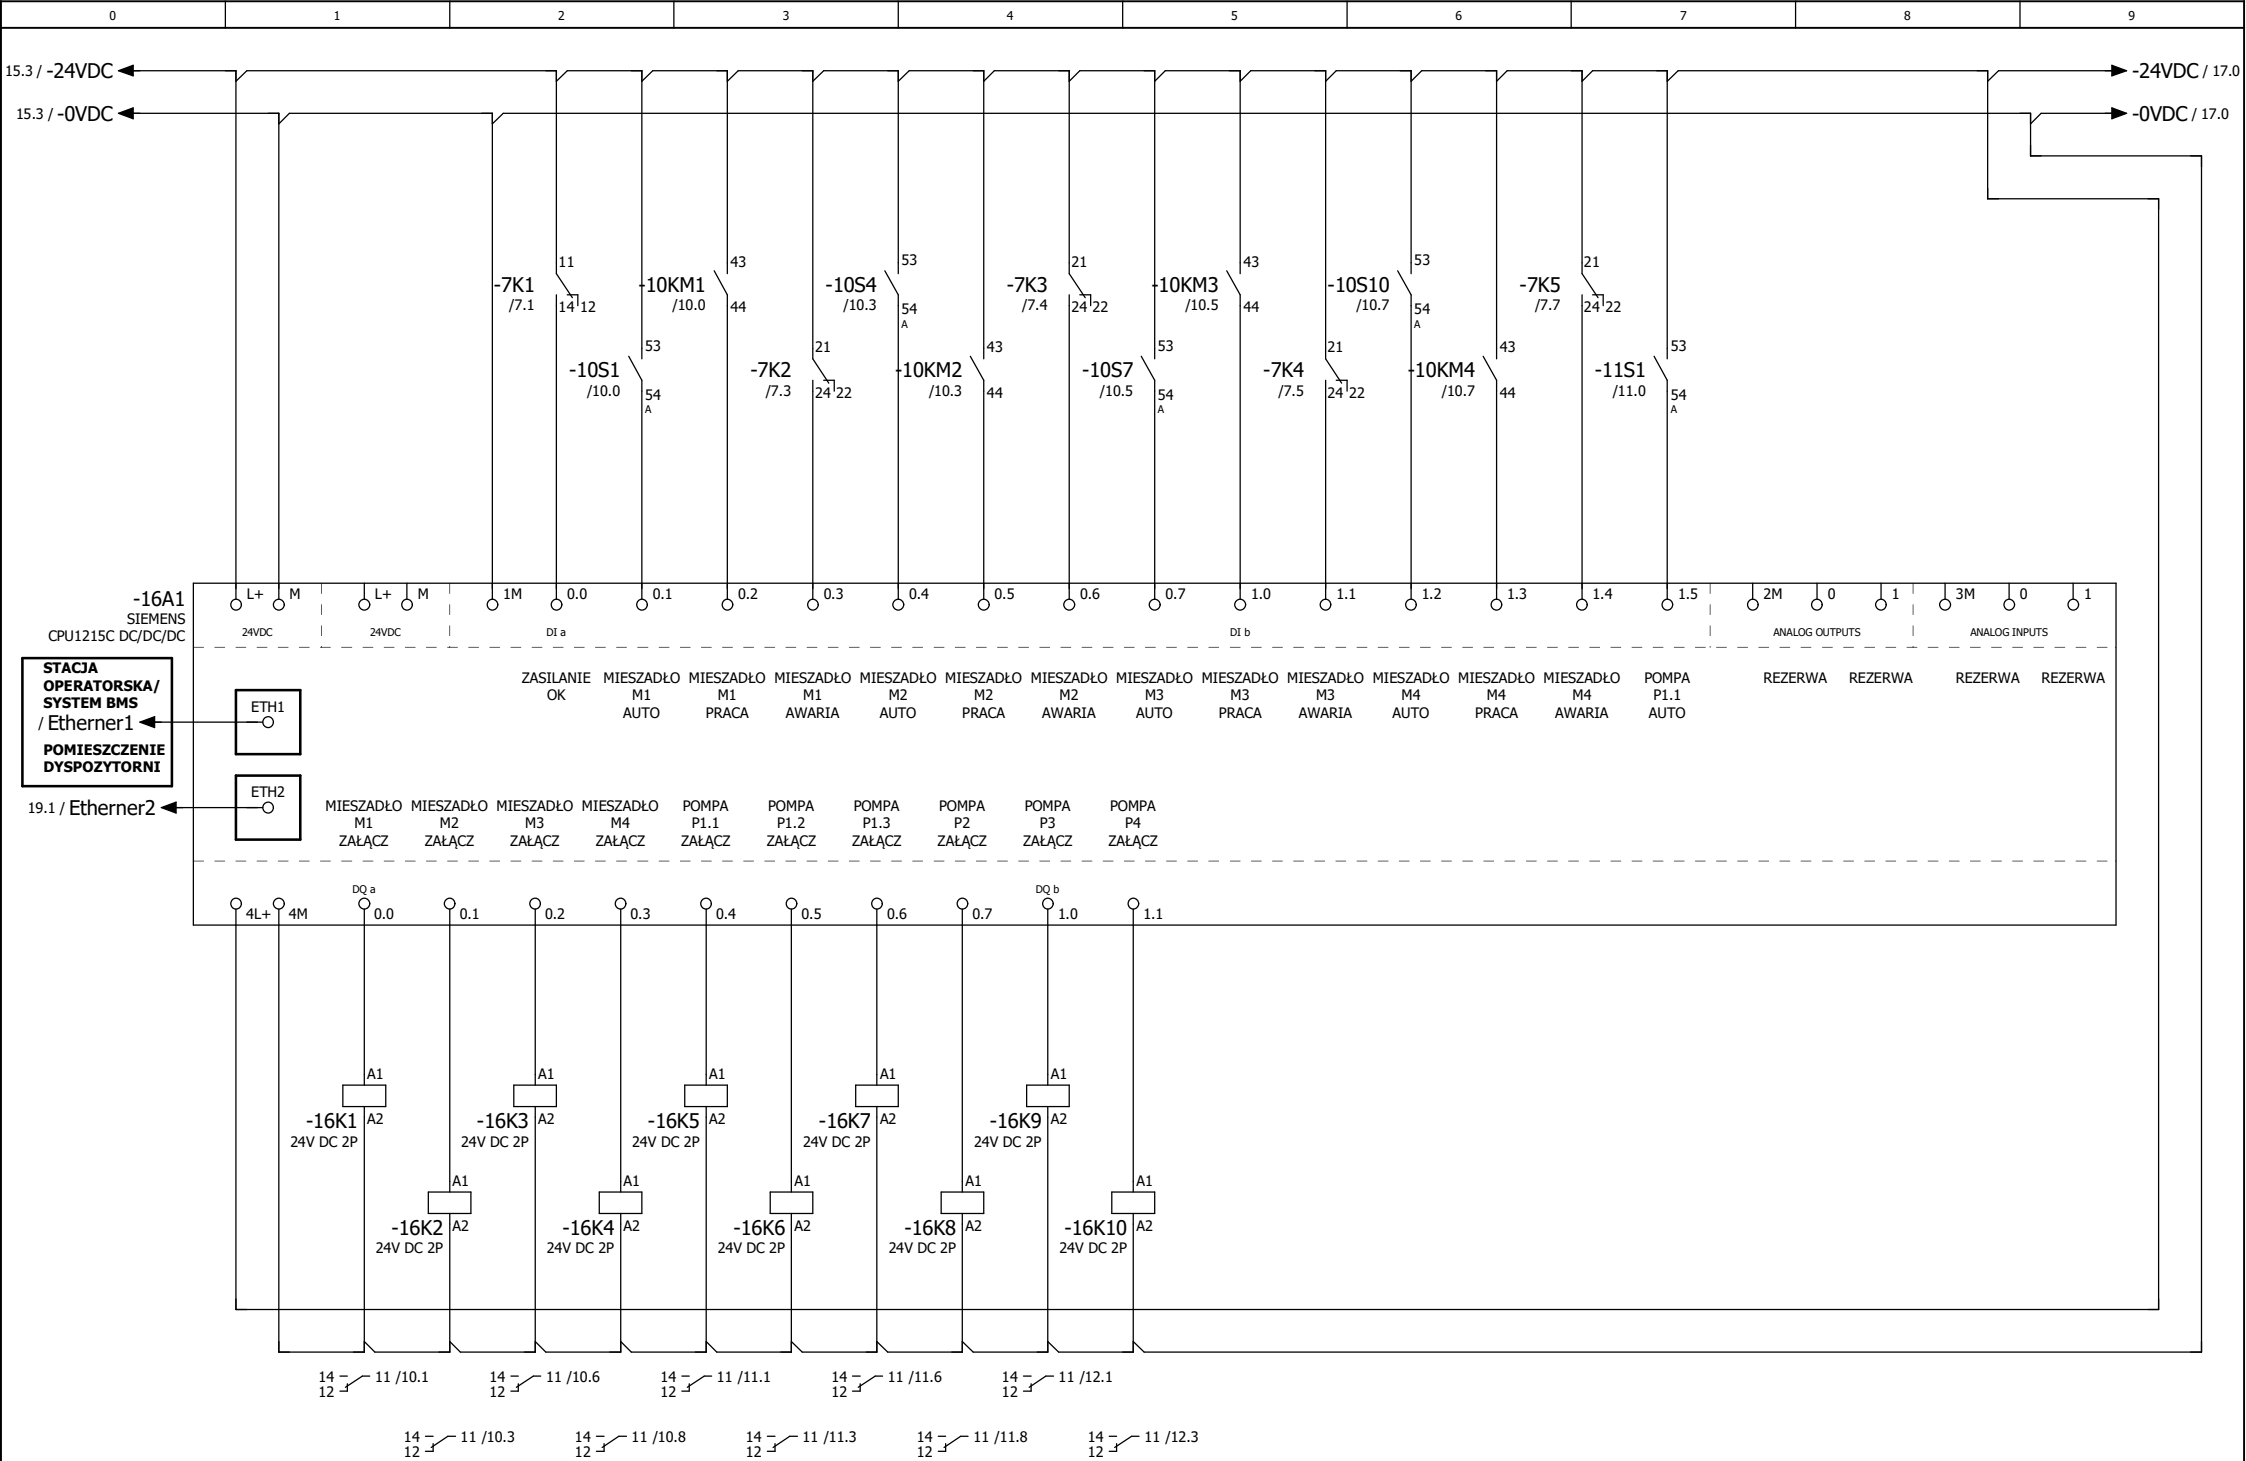 0 1 2 3 4 5 6 7 8 9
15.3 / -24VDC -24VDC / 17.0
15.3 / -0VDC -0VDC / 17.0
11 43 53 21 43 53 21
-7K1 -10KM1 -10S4 -7K3 -10KM3 -10S10 -7K5
/7.1 14 12 /10.0 44 /10.3 54 /7.4 24 22 /10.5 44 /10.7 54 /7.7 24 22
A A
53 21 43 53 21 43 53
-10S1 -7K2 -10KM2 -10S7 -7K4 -10KM4 -11S1
/10.0 54 /7.3 24 22 /10.3 44 /10.5 54 /7.5 24 22 /10.7 44 /11.0 54
A A A
-16A1 L+ M L+ M 1M 0.0 0.1 0.2 0.3 0.4 0.5 0.6 0.7 1.0 1.1 1.2 1.3 1.4 1.5 2M 0 1 3M 0 1
SIEMENS
CPU1215C DC/DC/DC 24VDC 24VDC DI a DI b ANALOG OUTPUTS ANALOG INPUTS
STACJA
OPERATORSKA/
SYSTEM BMS
/ Etherner1
POMIESZCZENIE
DYSPOZYTORNI
ETH1
ZASILANIE MIESZADŁO MIESZADŁO MIESZADŁO MIESZADŁO MIESZADŁO MIESZADŁO MIESZADŁO MIESZADŁO MIESZADŁO MIESZADŁO MIESZADŁO MIESZADŁO POMPA REZERWA REZERWA REZERWA REZERWA
OK M1 M1 M1 M2 M2 M2 M3 M3 M3 M4 M4 M4 P1.1
AUTO PRACA AWARIA AUTO PRACA AWARIA AUTO PRACA AWARIA AUTO PRACA AWARIA AUTO
ETH2
19.1 / Etherner2
MIESZADŁO MIESZADŁO MIESZADŁO MIESZADŁO POMPA POMPA POMPA POMPA POMPA POMPA
M1 M2 M3 M4 P1.1 P1.2 P1.3 P2 P3 P4
ZAŁĄCZ ZAŁĄCZ ZAŁĄCZ ZAŁĄCZ ZAŁĄCZ ZAŁĄCZ ZAŁĄCZ ZAŁĄCZ ZAŁĄCZ ZAŁĄCZ
DQ a DQ b
4L+ 4M 0.0 0.1 0.2 0.3 0.4 0.5 0.6 0.7 1.0 1.1
A1 A1 A1 A1 A1
-16K1 A2 -16K3 A2 -16K5 A2 -16K7 A2 -16K9 A2
24V DC 2P 24V DC 2P 24V DC 2P 24V DC 2P 24V DC 2P
A1 A1 A1 A1 A1
-16K2 A2 -16K4 A2 -16K6 A2 -16K8 A2 -16K10 A2
24V DC 2P 24V DC 2P 24V DC 2P 24V DC 2P 24V DC 2P
14 11 /10.1 14 11 /10.6 14 11 /11.1 14 11 /11.6 14 11 /12.1
12 12 12 12 12
14 11 /10.3 14 11 /10.8 14 11 /11.3 14 11 /11.8 14 11 /12.3
12 12 12 12 12